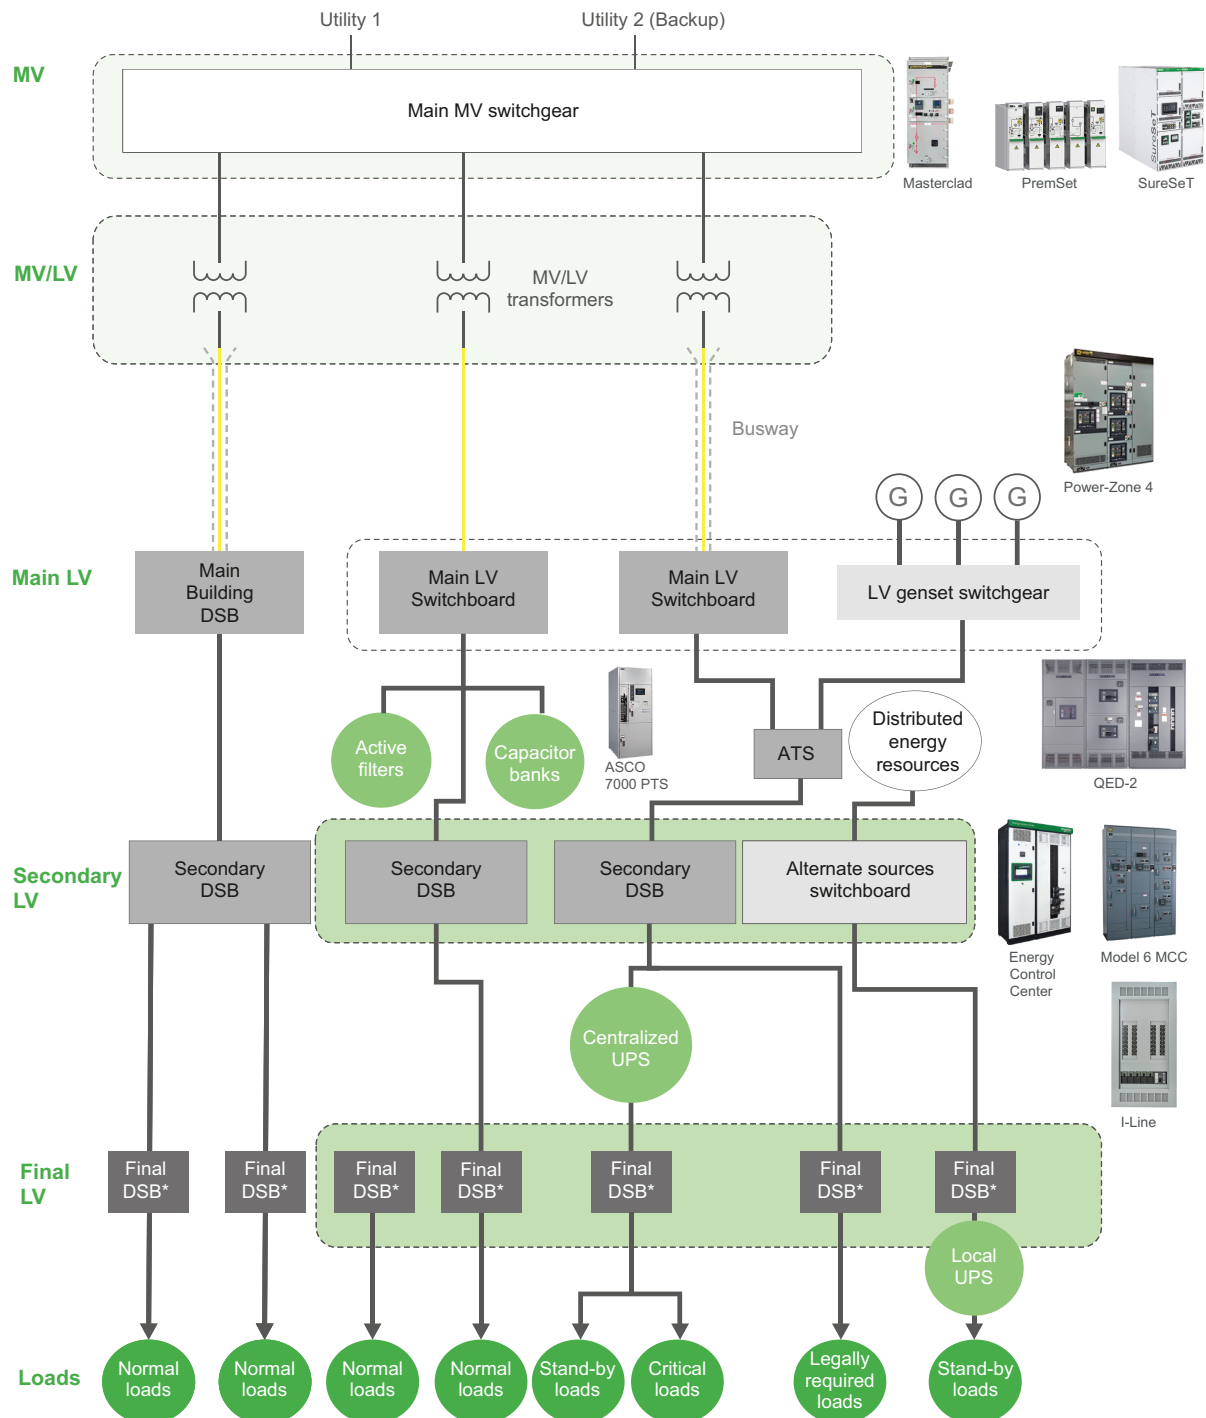 Utility 1
Utility 2 (Backup)
MV
Main MV switchgear
Masterclad
PremSet
SureSeT
SureSeT
MV/LV
MV/LV
transformers
Busway
Power-Zone 4
G
G
G
Main LV
Main
Building
DSB
Main LV
Switchboard
Main LV
Switchboard
LV genset switchgear
Active
filters
Capacitor
banks
ASCO
7000 PTS
ATS
Distributed
energy
resources
QED-2
Secondary
LV
Secondary
DSB
Secondary
DSB
Secondary
DSB
Alternate sources
switchboard
Energy
Control
Center
Model 6 MCC
Centralized
UPS
I-Line
Final
LV
Final
DSB*
Final
DSB*
Final
DSB*
Final
DSB*
Final
DSB*
Final
DSB*
Final
DSB*
Local
UPS
Loads
Normal
loads
Normal
loads
Normal
loads
Normal
loads
Stand-by
loads
Critical
loads
Legally
required
loads
Stand-by
loads